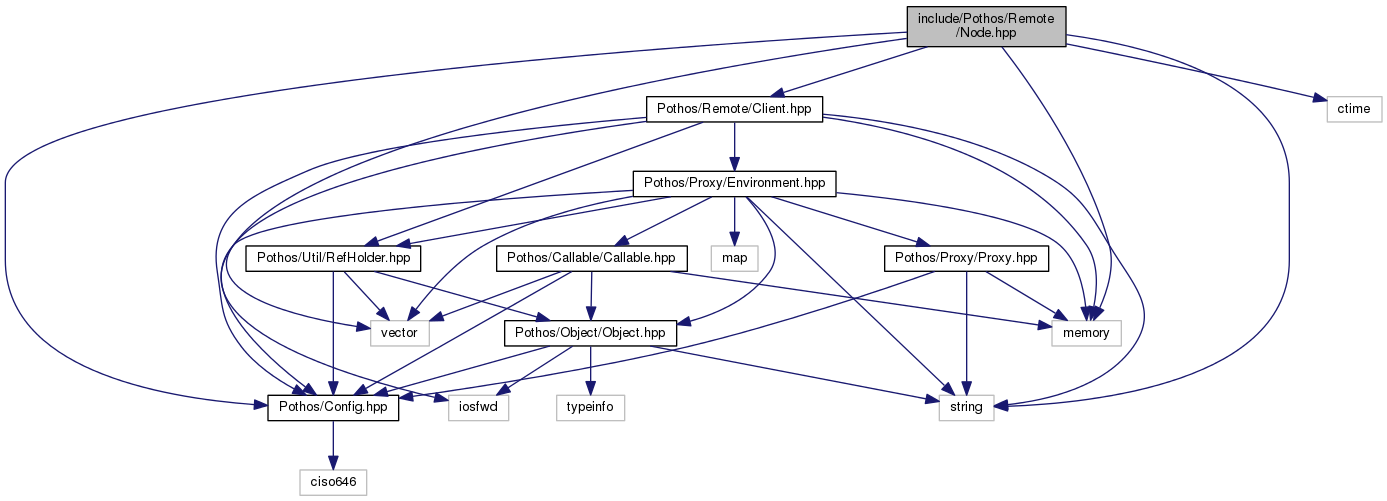 include/Pothos/Remote
/Node.hpp
Pothos/Remote/Client.hpp
ctime
Pothos/Proxy/Environment.hpp
Pothos/Util/RefHolder.hpp
Pothos/Callable/Callable.hpp
map
Pothos/Proxy/Proxy.hpp
vector
Pothos/Object/Object.hpp
memory
Pothos/Config.hpp
iosfwd
typeinfo
string
ciso646